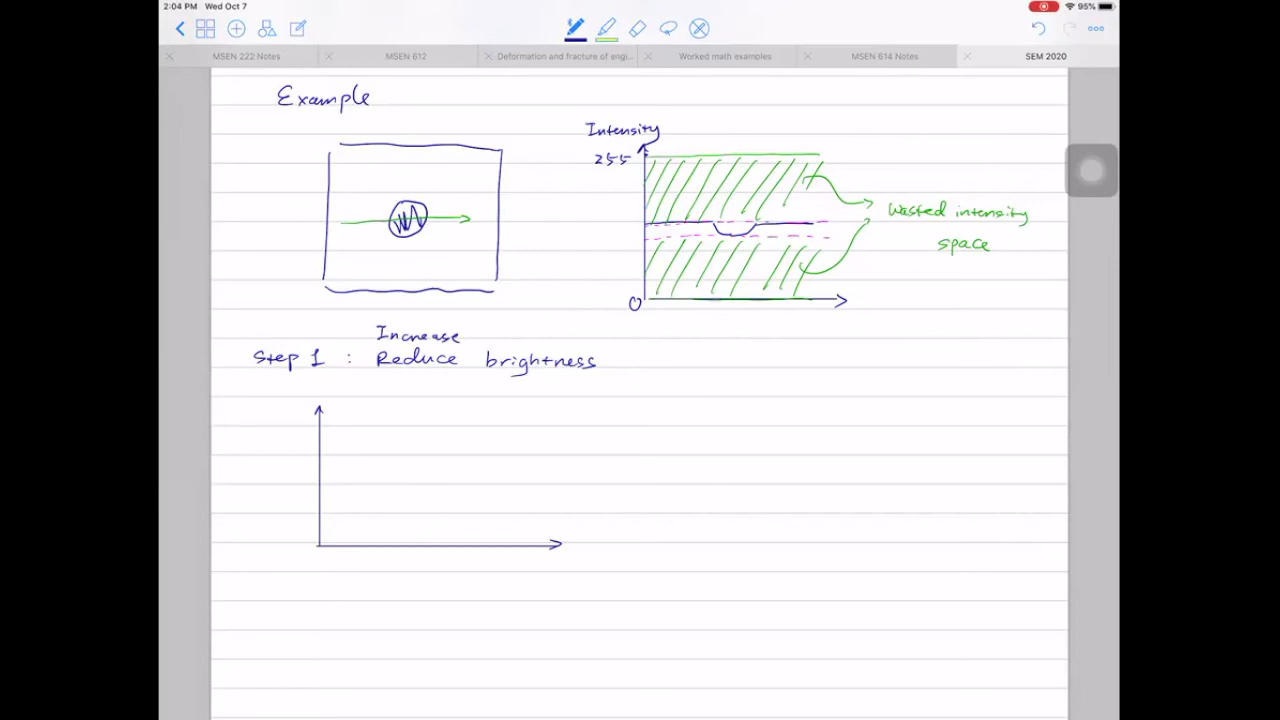 2:04 PM Wed Oct 7
95%
MSEN 222 Notes
MSEN 612
Deformation and fracture of engi...
Worked math examples
MSEN 614 Notes
SEM 2020
Example
Intensity
255
Wasted intensity
space
0
Increase
Step 1 : Reduce brightness